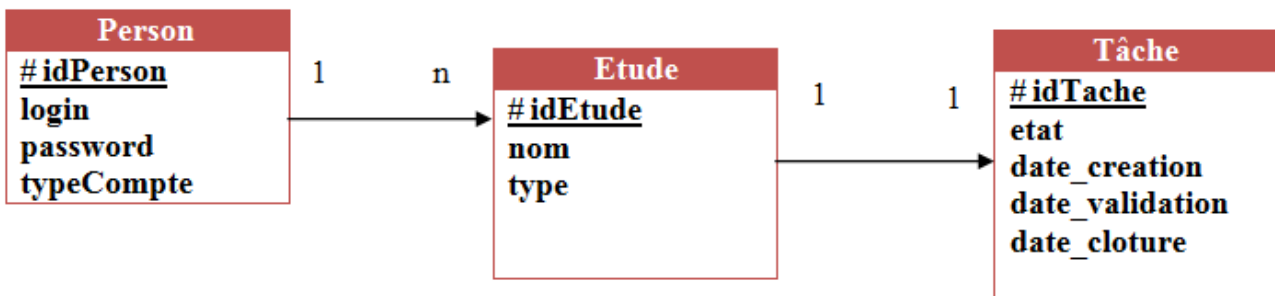 Person
#idPerson
login
password
typeCompte
1 n
Etude
#idEtude
nom
type
1 1
Tâche
#idTache
etat
date_creation
date_validation
date_cloture